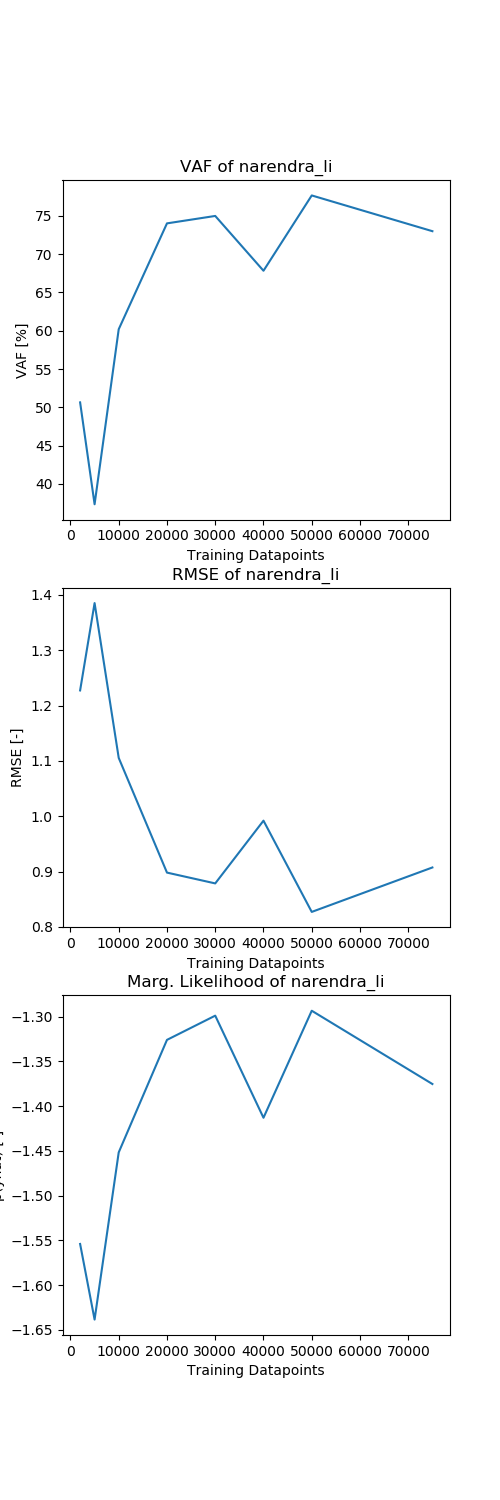 VAF of narendra_li
VAF [%]
75
70
65
60
55
50
45
40
0 10000 20000 30000 40000 50000 60000 70000
Training Datapoints
RMSE of narendra_li
RMSE [-]
1.4
1.3
1.2
1.1
1.0
0.9
0.8
0 10000 20000 30000 40000 50000 60000 70000
Training Datapoints
Marg. Likelihood of narendra_li
−1.30
−1.35
−1.40
−1.45
−1.50
−1.55
−1.60
−1.65
0 10000 20000 30000 40000 50000 60000 70000
Training Datapoints